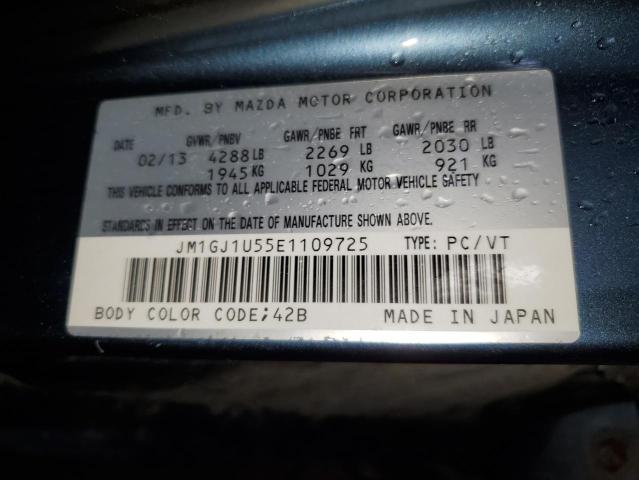 MFD. BY MAZDA MOTOR CORPORATION
GVWR/PNBV GAWR/PNBE FRT GAWR/PNBE RR
DATE 02/13 4288 LB 2269 LB 2030 LB
1945 KG 1029 KG 921 KG
THIS VEHICLE CONFORMS TO ALL APPLICABLE FEDERAL MOTOR VEHICLE SAFETY
STANDARDS IN EFFECT ON THE DATE OF MANUFACTURE SHOWN ABOVE.
JM1GJ1U55E1109725 TYPE: PC/VT
BODY COLOR CODE;42B MADE IN JAPAN